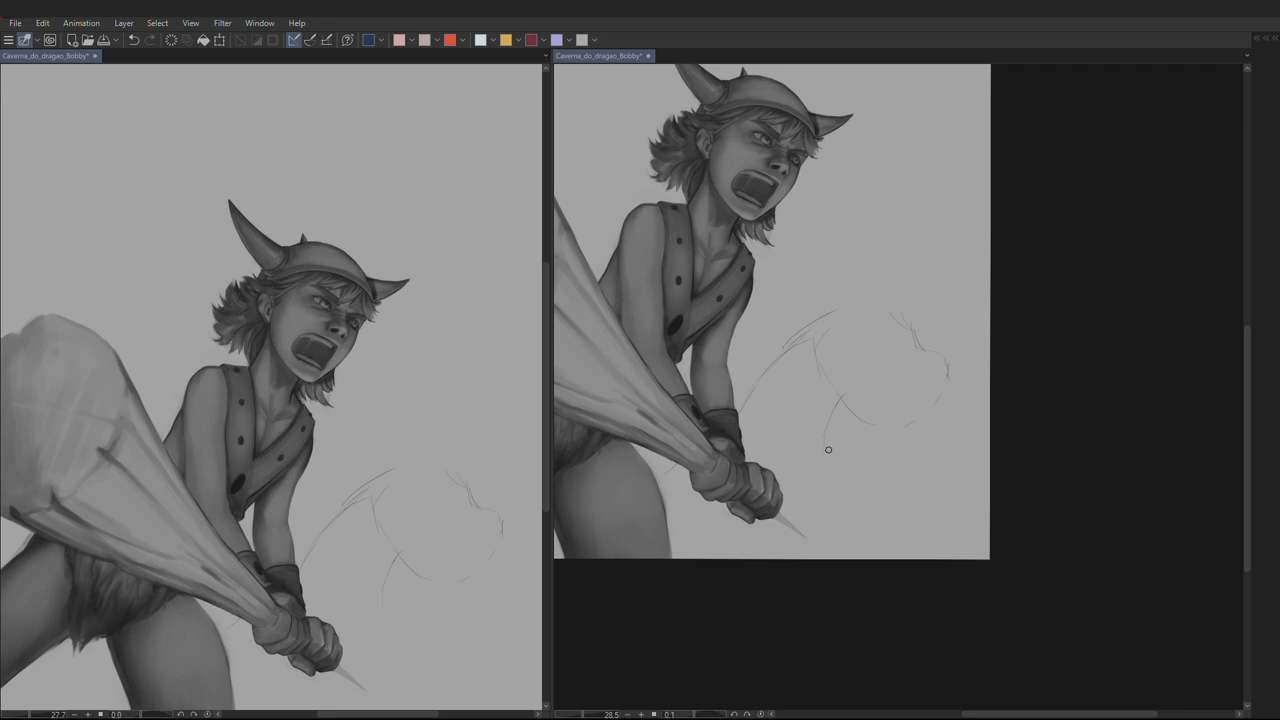 File Edit Animation Layer Select View Filter Window Help
Caverna_do_dragao_Bobby* Caverna_do_dragao_Bobby*
27.7 0.0 28.5 0.1